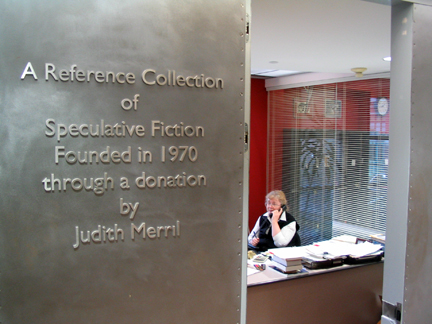 A Reference Collection
of
Speculative Fiction
Founded in 1970
through a donation
by
Judith Merril